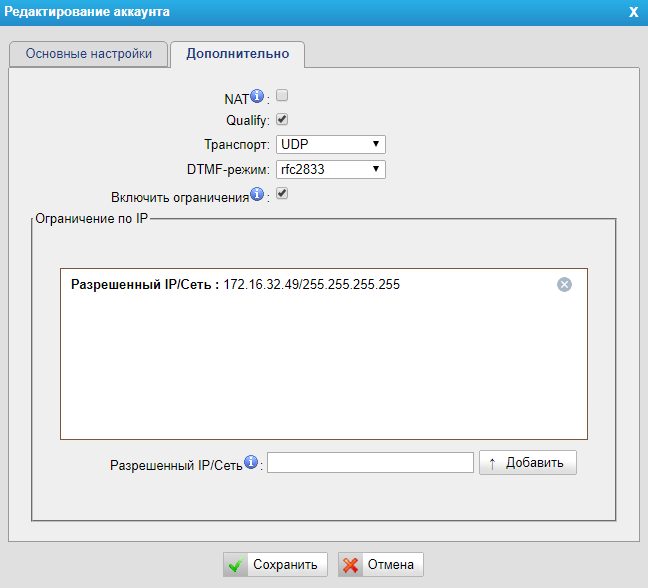 Редактирование аккаунта X
Основные настройки Дополнительно
NAT :
Qualify:
Транспорт: UDP
DTMF-режим: rfc2833
Включить ограничения :
Ограничение по IP
Разрешенный IP/Сеть : 172.16.32.49/255.255.255.255
Разрешенный IP/Сеть : ↑ Добавить
Сохранить Отмена